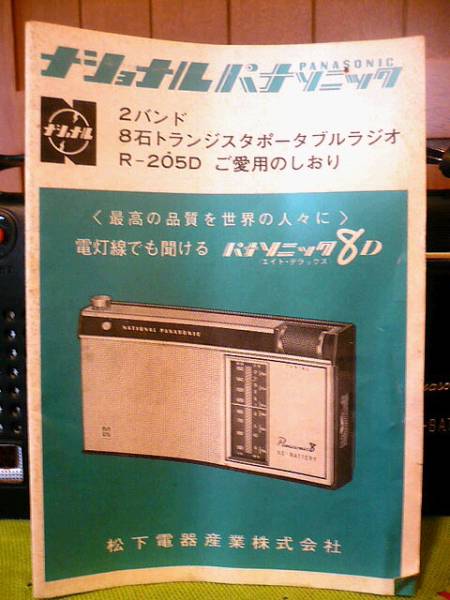 ナショナル パナソニック
PANASONIC
ナショナル
2バンド
8石トランジスタポータブルラジオ
R-205D ご愛用のしおり
〈最高の品質を世界の人々に〉
電灯線でも聞ける パナソニック8D
エイト・デラックス
NATIONAL PANASONIC
Panasonic 8
松下電器産業株式会社